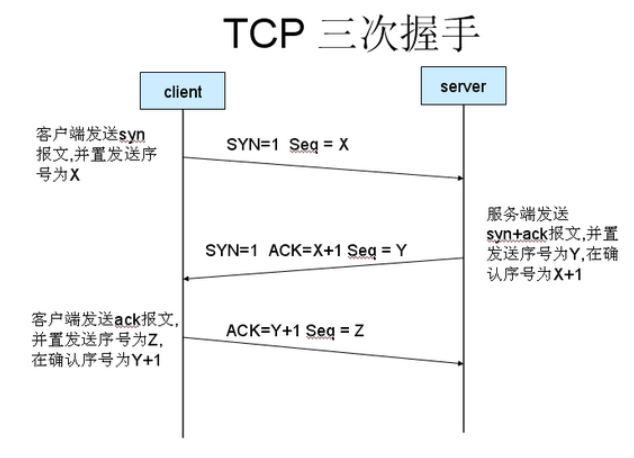 TCP 三次握手
client
server
客户端发送syn
报文,并置发送序
号为X
SYN=1 Seq = X
服务端发送
syn+ack报文,并置
发送序号为Y,在确
认序号为X+1
SYN=1 ACK=X+1 Seq = Y
客户端发送ack报文,
并置发送序号为Z,
在确认序号为Y+1
ACK=Y+1 Seq = Z